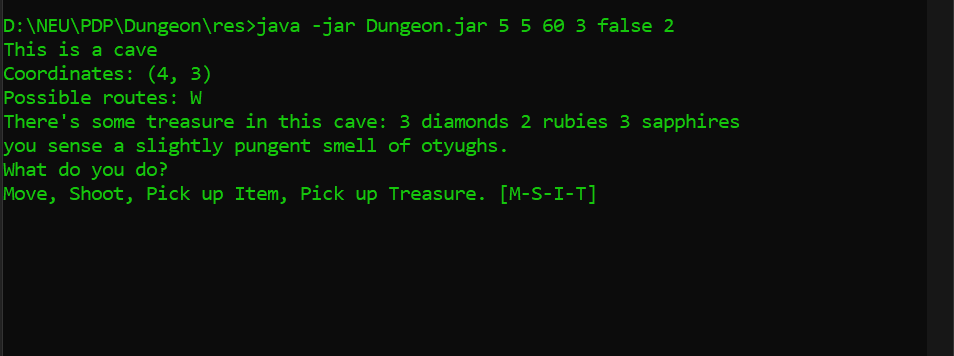 D:\NEU\PDP\Dungeon\res>java -jar Dungeon.jar 5 5 60 3 false 2
This is a cave
Coordinates: (4, 3)
Possible routes: W
There's some treasure in this cave: 3 diamonds 2 rubies 3 sapphires
you sense a slightly pungent smell of otyughs.
What do you do?
Move, Shoot, Pick up Item, Pick up Treasure. [M-S-I-T]